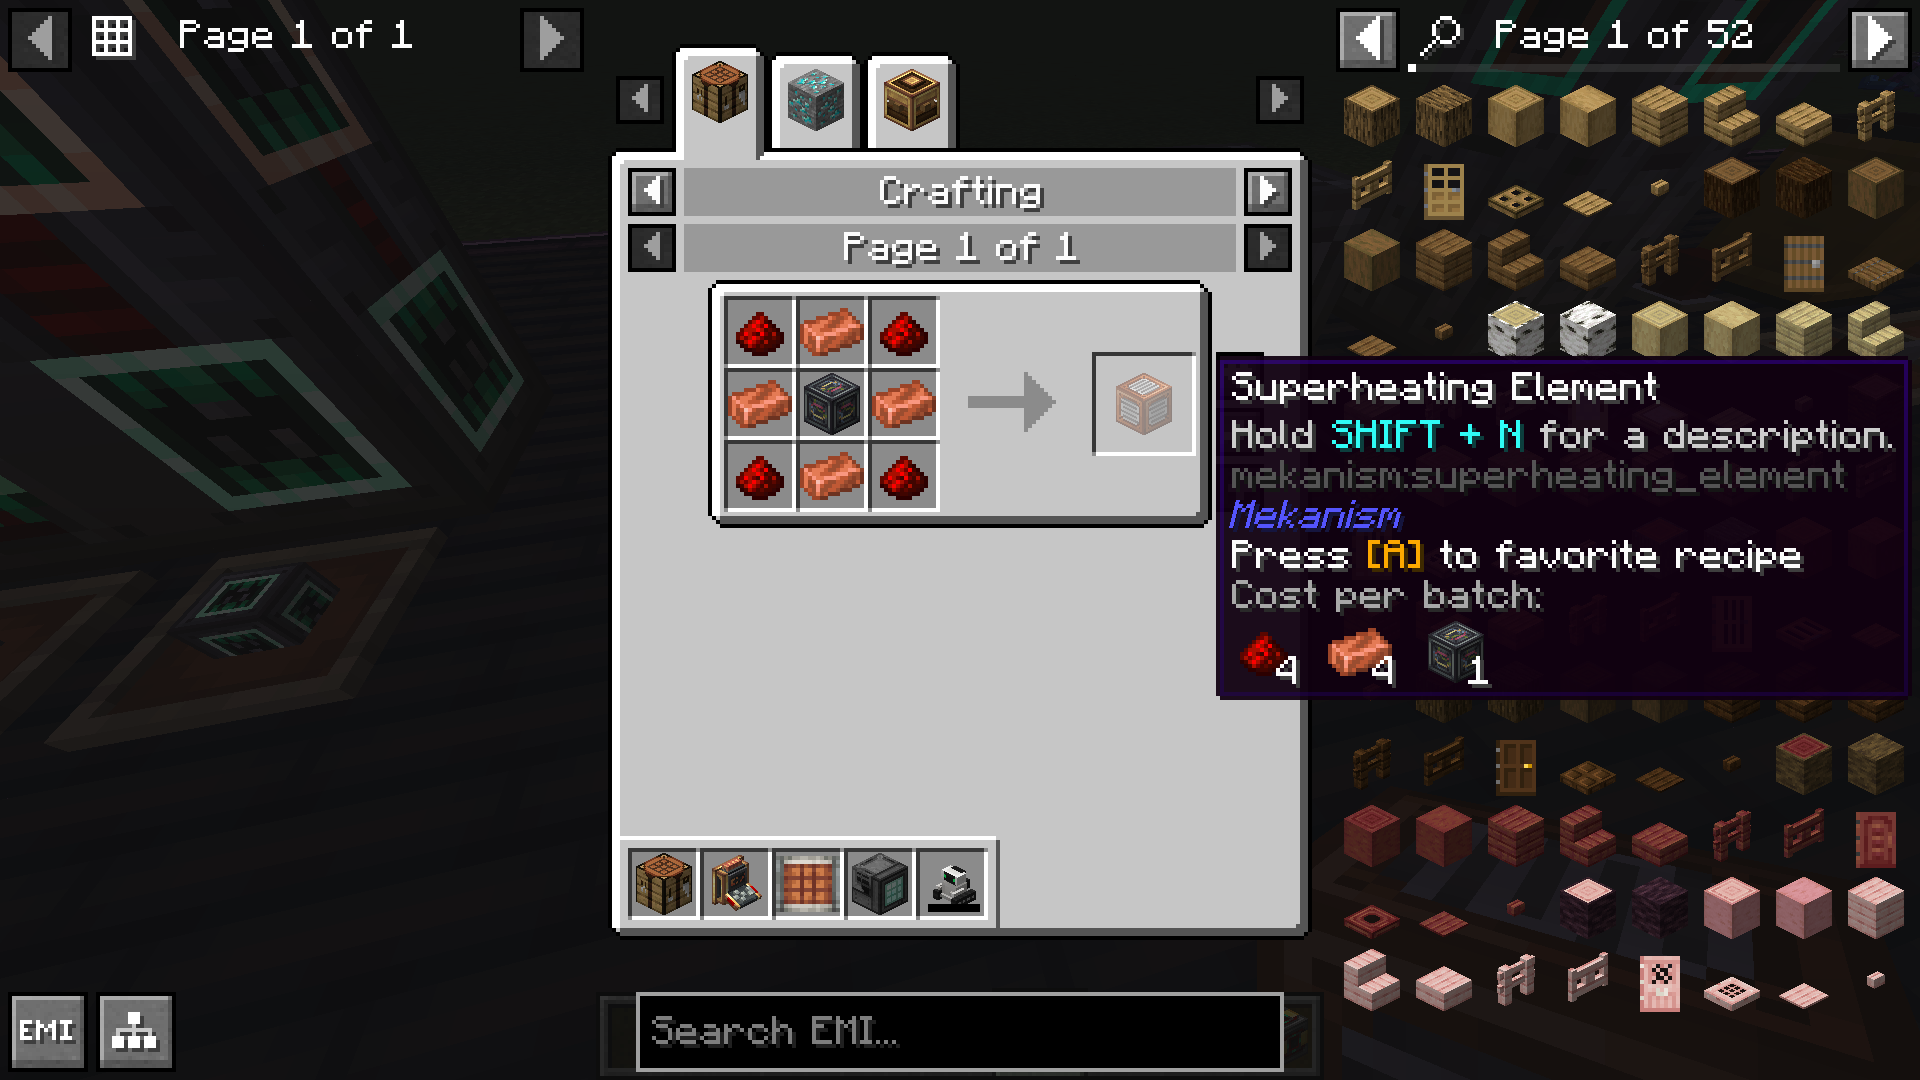 Page 1 of 1
Page 1 of 52
Crafting
Page 1 of 1
Superheating Element
Hold SHIFT + N for a description.
mekanism:superheating_element
Mekanism
Press [A] to favorite recipe
Cost per batch:
4 4 1
EMI
Search EMI...